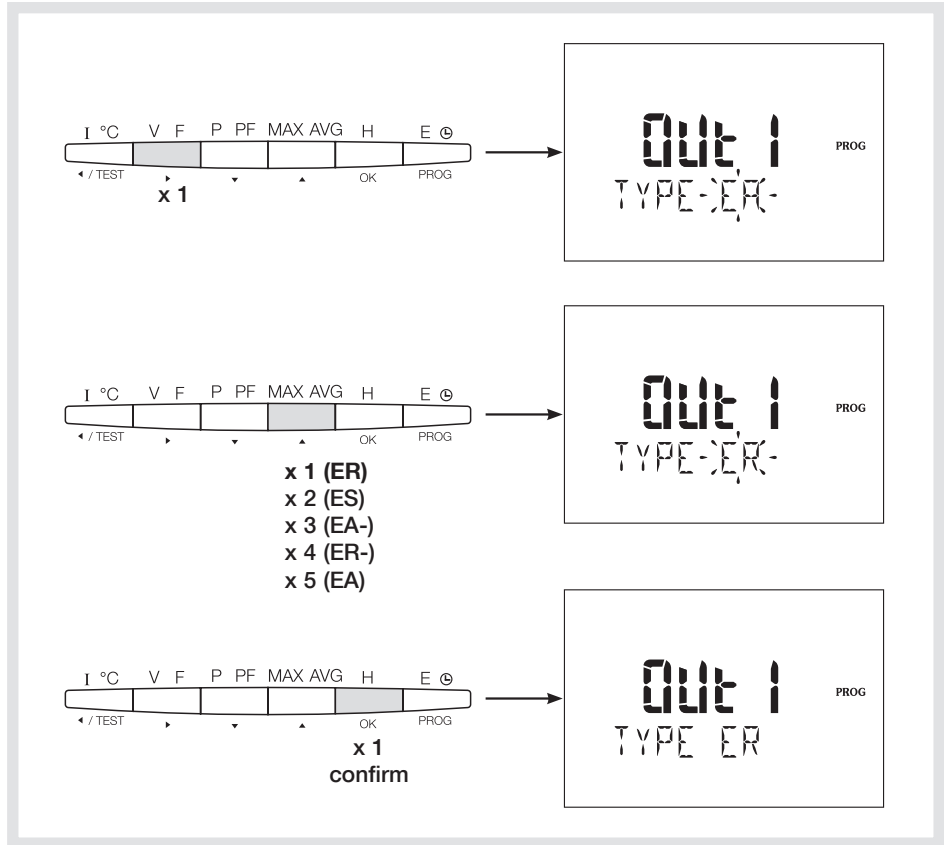 I °C V F P PF MAX AVG H E
/ TEST OK PROG
x 1
OUt 1 PROG
TYPE ER
I °C V F P PF MAX AVG H E
/ TEST OK PROG
x 1 (ER)
x 2 (ES)
x 3 (EA-)
x 4 (ER-)
x 5 (EA)
OUt 1 PROG
TYPE ER
I °C V F P PF MAX AVG H E
/ TEST OK PROG
x 1
confirm
OUt 1 PROG
TYPE ER